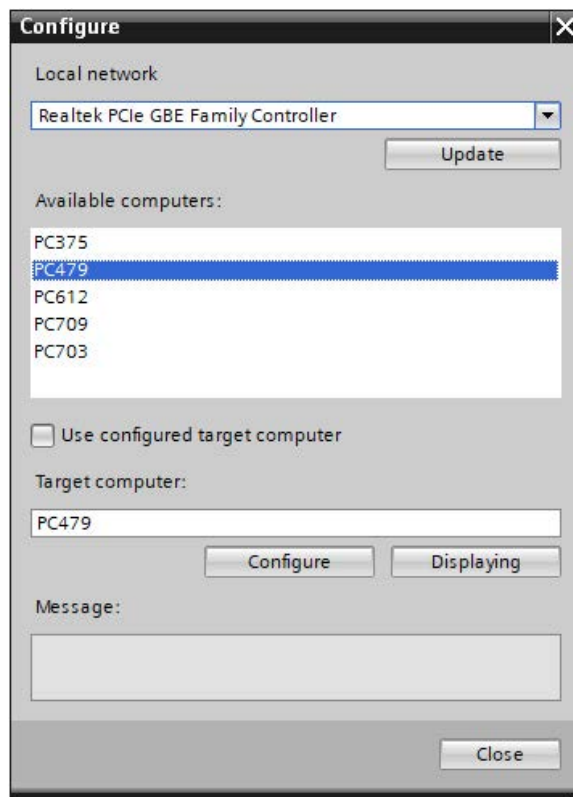 Configure
Local network
Realtek PCIe GBE Family Controller
Update
Available computers:
PC375
PC479
PC612
PC709
PC703
Use configured target computer
Target computer:
PC479
Configure Displaying
Message:
Close